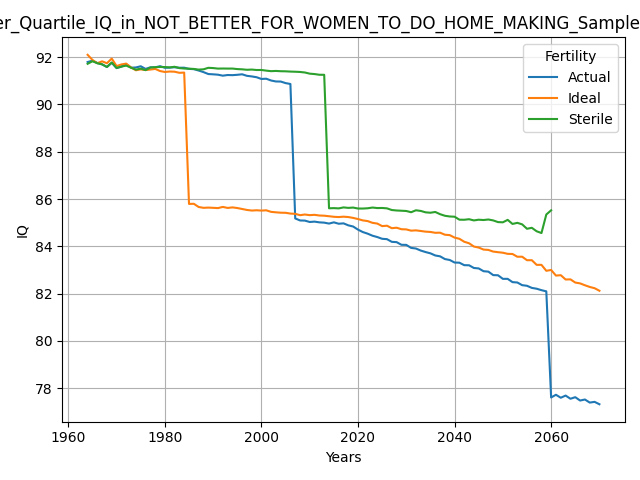 er_Quartile_IQ_in_NOT_BETTER_FOR_WOMEN_TO_DO_HOME_MAKING_Sample
Fertility
Actual
Ideal
Sterile
92
90
88
86
84
82
80
78
IQ
1960
1980
2000
2020
2040
2060
Years